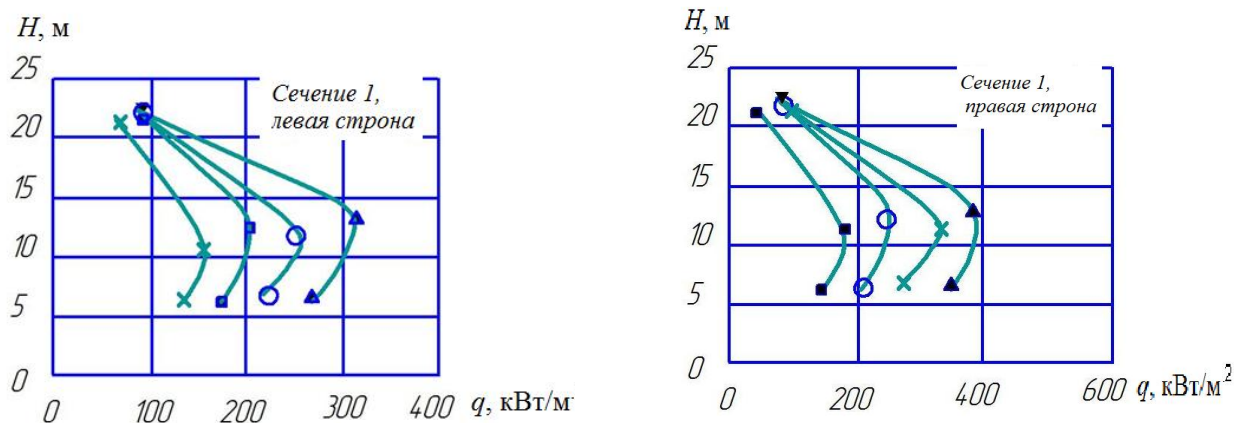 H, м
25
20
15
10
5
0
Сечение 1,
левая строна
0 100 200 300 400 q, кВт/м
H, м
25
20
15
10
5
0
Сечение 1,
правая строна
0 200 400 600 q, кВт/м²